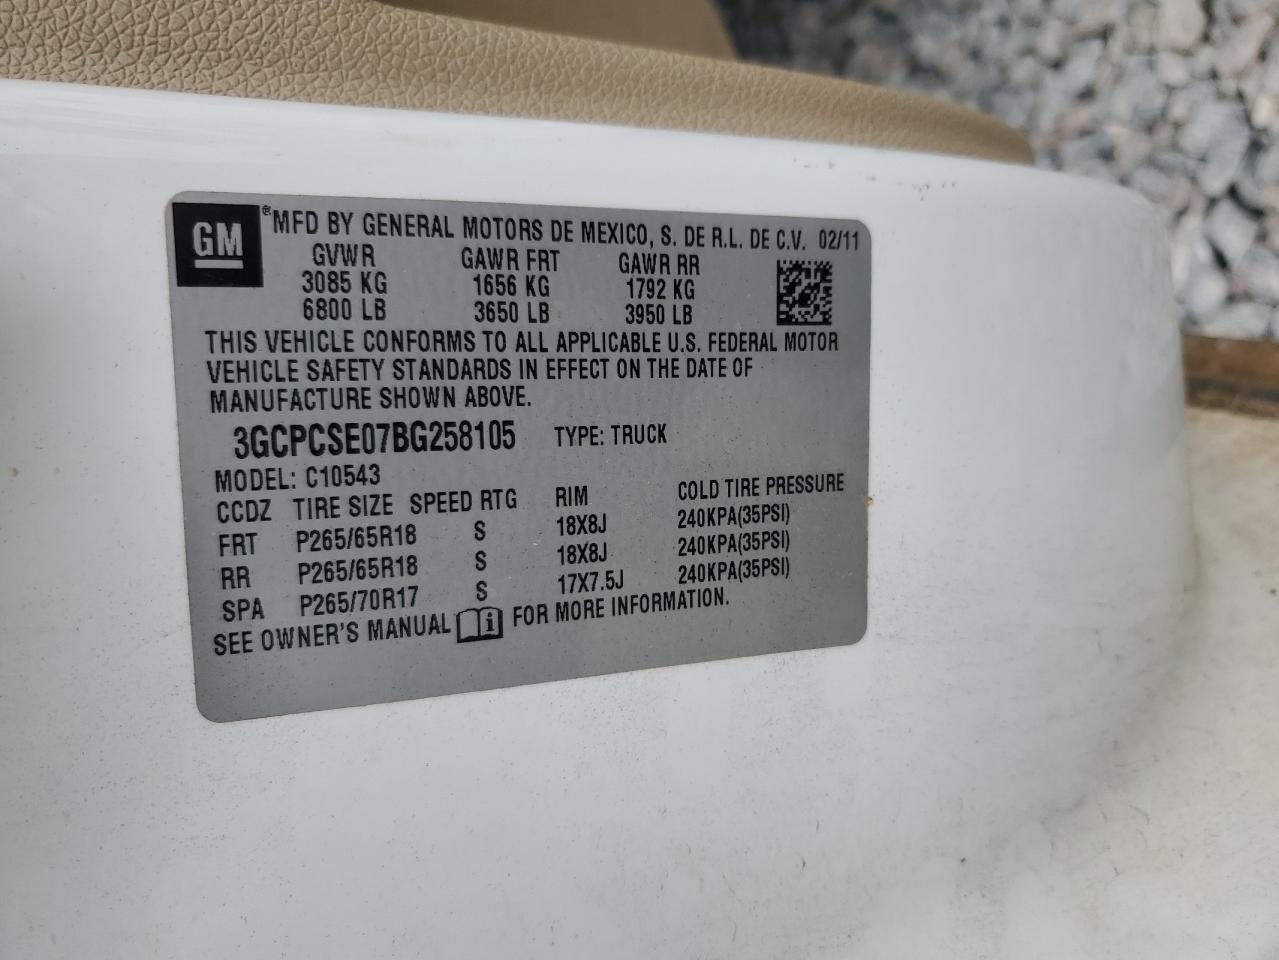 GM ® MFD BY GENERAL MOTORS DE MEXICO, S. DE R.L. DE C.V. 02/11
GVWR GAWR FRT GAWR RR
3085 KG 1656 KG 1792 KG
6800 LB 3650 LB 3950 LB
THIS VEHICLE CONFORMS TO ALL APPLICABLE U.S. FEDERAL MOTOR
VEHICLE SAFETY STANDARDS IN EFFECT ON THE DATE OF
MANUFACTURE SHOWN ABOVE.
3GCPCSE07BG258105 TYPE: TRUCK
MODEL: C10543
CCDZ TIRE SIZE SPEED RTG RIM COLD TIRE PRESSURE
FRT P265/65R18 S 18X8J 240KPA(35PSI)
RR P265/65R18 S 18X8J 240KPA(35PSI)
SPA P265/70R17 S 17X7.5J 240KPA(35PSI)
SEE OWNER'S MANUAL i FOR MORE INFORMATION.